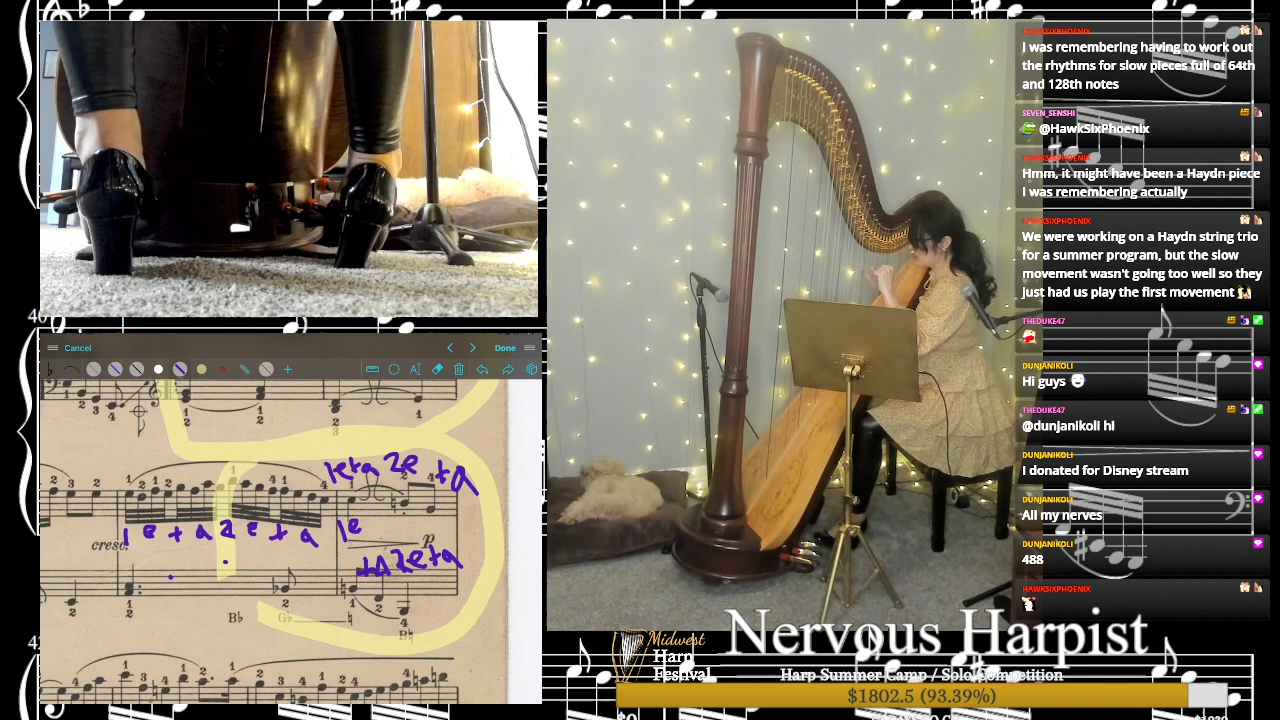 HAWKSIXPHOENIX
I was remembering having to work out
the rhythms for slow pieces full of 64th
and 128th notes
SEVEN_SENSHI
@HawkSixPhoenix
HAWKSIXPHOENIX
Hmm, it might have been a Haydn piece
I was remembering actually
HAWKSIXPHOENIX
We were working on a Haydn string trio
for a summer program, but the slow
movement wasn't going too well so they
just had us play the first movement
THEDUKE47
DUNJANIKOLI
Hi guys
THEDUKE47
@dunjanikoli hi
DUNJANIKOLI
I donated for Disney stream
DUNJANIKOLI
All my nerves
DUNJANIKOLI
488
HAWKSIXPHOENIX
Cancel
Done
1e+a 2e +a
1 e + a 2 e + a 1e
+a 2e+a
cresc.
p
Bb
Gb
Nervous Harpist
Midwest
Harp
Festival
Harp Summer Camp / Solo Competition
$1802.5 (93.39%)